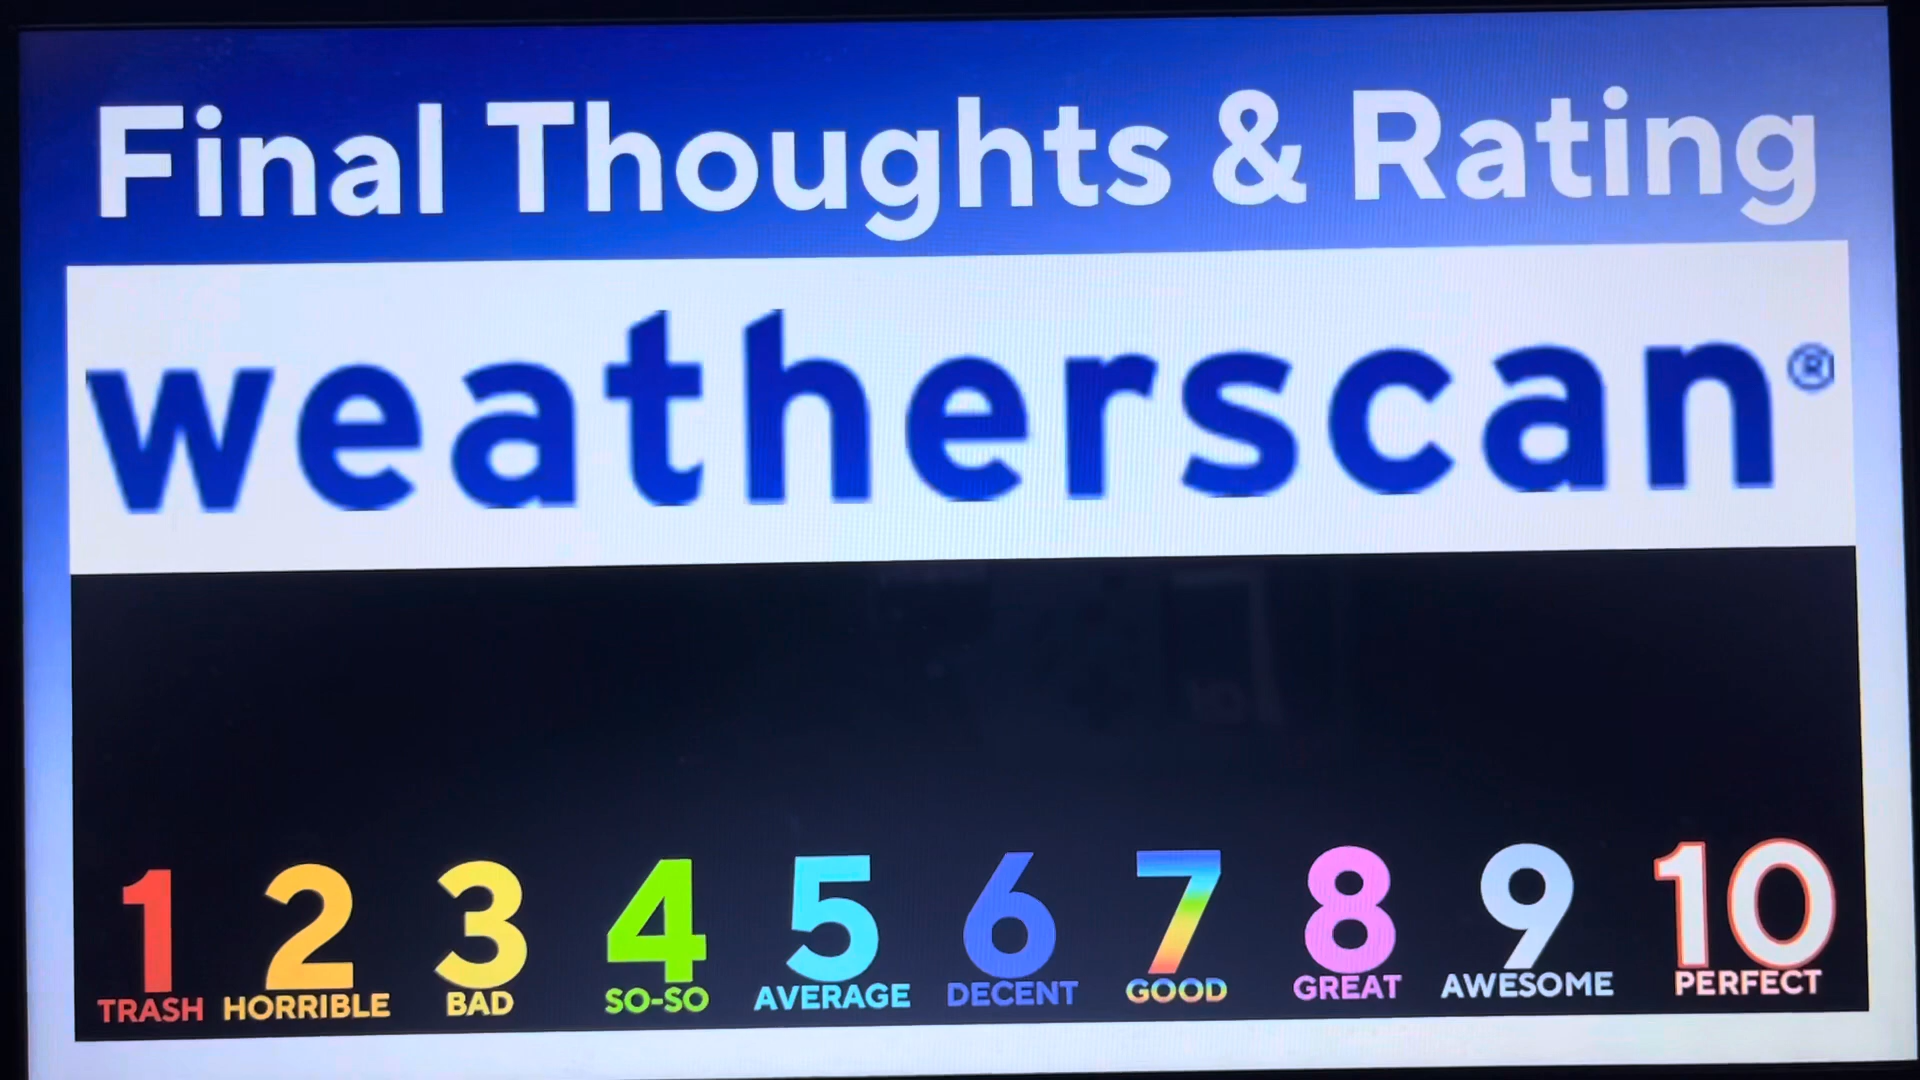 Final Thoughts & Rating
weatherscan®
1 2 3 4 5 6 7 8 9 10
TRASH HORRIBLE BAD SO-SO AVERAGE DECENT GOOD GREAT AWESOME PERFECT